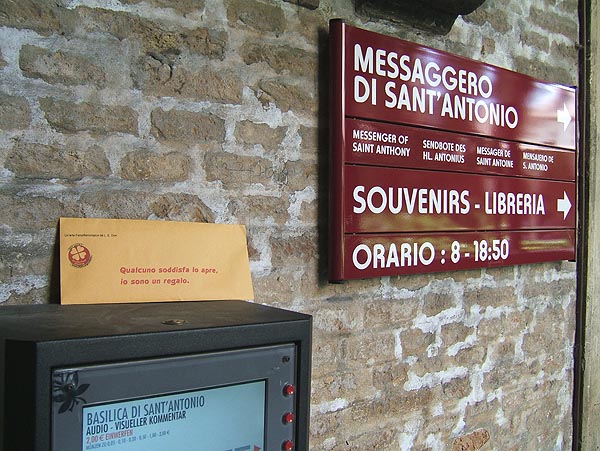 MESSAGGERO
DI SANT'ANTONIO
MESSENGER OF
SAINT ANTHONY
SENDBOTE DES
HL. ANTONIUS
MESSAGER DE
SAINT ANTOINE
MENSAJERO DE
S. ANTONIO
SOUVENIRS - LIBRERIA
ORARIO : 8 - 18:50
Qualcuno soddisfa lo apre,
io sono un regalo.
BASILICA DI SANT'ANTONIO
AUDIO - VISUELLER KOMMENTAR
2,00 € EINWERFEN